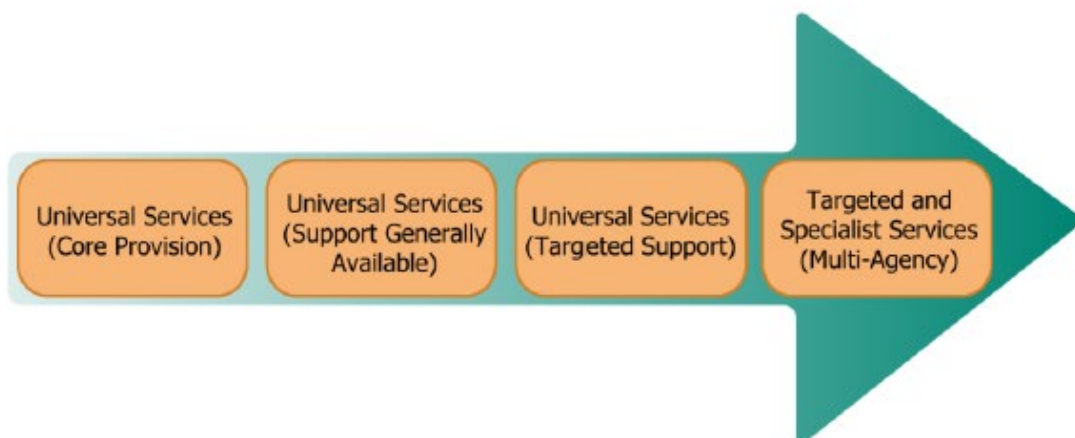 Universal Services
(Core Provision)
Universal Services
(Support Generally
Available)
Universal Services
(Targeted Support)
Targeted and
Specialist Services
(Multi-Agency)